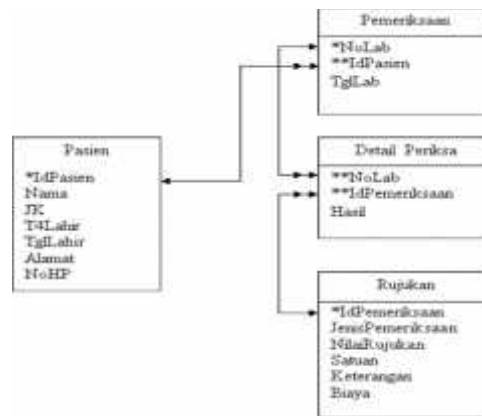 Pemeriksaan
*NoLab
**IdPasien
TglLab
Pasien
*IdPasien
Nama
JK
T4Lahir
TglLahir
Alamat
NoHP
Detail Periksa
**NoLab
**IdPemeriksaan
Hasil
Rujukan
*IdPemeriksaan
JenisPemeriksaan
NilaiRujukan
Satuan
Keterangan
Biaya